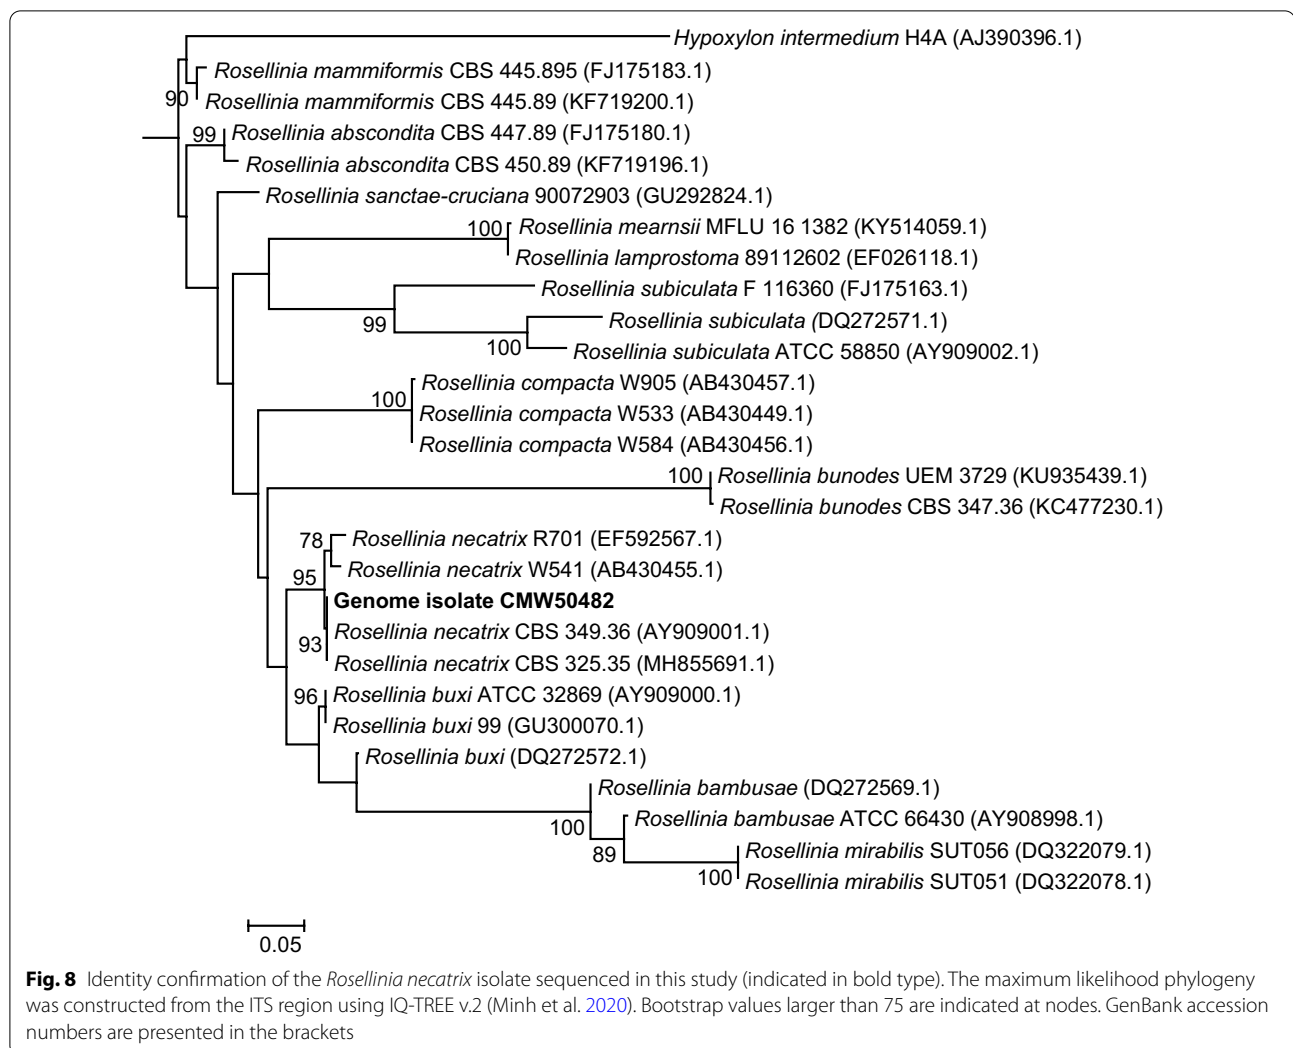 Hypoxylon intermedium H4A (AJ390396.1)
Rosellinia mammiformis CBS 445.895 (FJ175183.1)
90
Rosellinia mammiformis CBS 445.89 (KF719200.1)
99
Rosellinia abscondita CBS 447.89 (FJ175180.1)
Rosellinia abscondita CBS 450.89 (KF719196.1)
Rosellinia sanctae-cruciana 90072903 (GU292824.1)
100
Rosellinia mearnsii MFLU 16 1382 (KY514059.1)
Rosellinia lamprostoma 89112602 (EF026118.1)
Rosellinia subiculata F 116360 (FJ175163.1)
99
Rosellinia subiculata (DQ272571.1)
100
Rosellinia subiculata ATCC 58850 (AY909002.1)
Rosellinia compacta W905 (AB430457.1)
100
Rosellinia compacta W533 (AB430449.1)
Rosellinia compacta W584 (AB430456.1)
100
Rosellinia bunodes UEM 3729 (KU935439.1)
Rosellinia bunodes CBS 347.36 (KC477230.1)
78
Rosellinia necatrix R701 (EF592567.1)
Rosellinia necatrix W541 (AB430455.1)
95
Genome isolate CMW50482
Rosellinia necatrix CBS 349.36 (AY909001.1)
93
Rosellinia necatrix CBS 325.35 (MH855691.1)
96
Rosellinia buxi ATCC 32869 (AY909000.1)
Rosellinia buxi 99 (GU300070.1)
Rosellinia buxi (DQ272572.1)
Rosellinia bambusae (DQ272569.1)
100
Rosellinia bambusae ATCC 66430 (AY908998.1)
89
Rosellinia mirabilis SUT056 (DQ322079.1)
100
Rosellinia mirabilis SUT051 (DQ322078.1)
0.05
Fig. 8 Identity confirmation of the Rosellinia necatrix isolate sequenced in this study (indicated in bold type). The maximum likelihood phylogeny
was constructed from the ITS region using IQ-TREE v.2 (Minh et al. 2020). Bootstrap values larger than 75 are indicated at nodes. GenBank accession
numbers are presented in the brackets